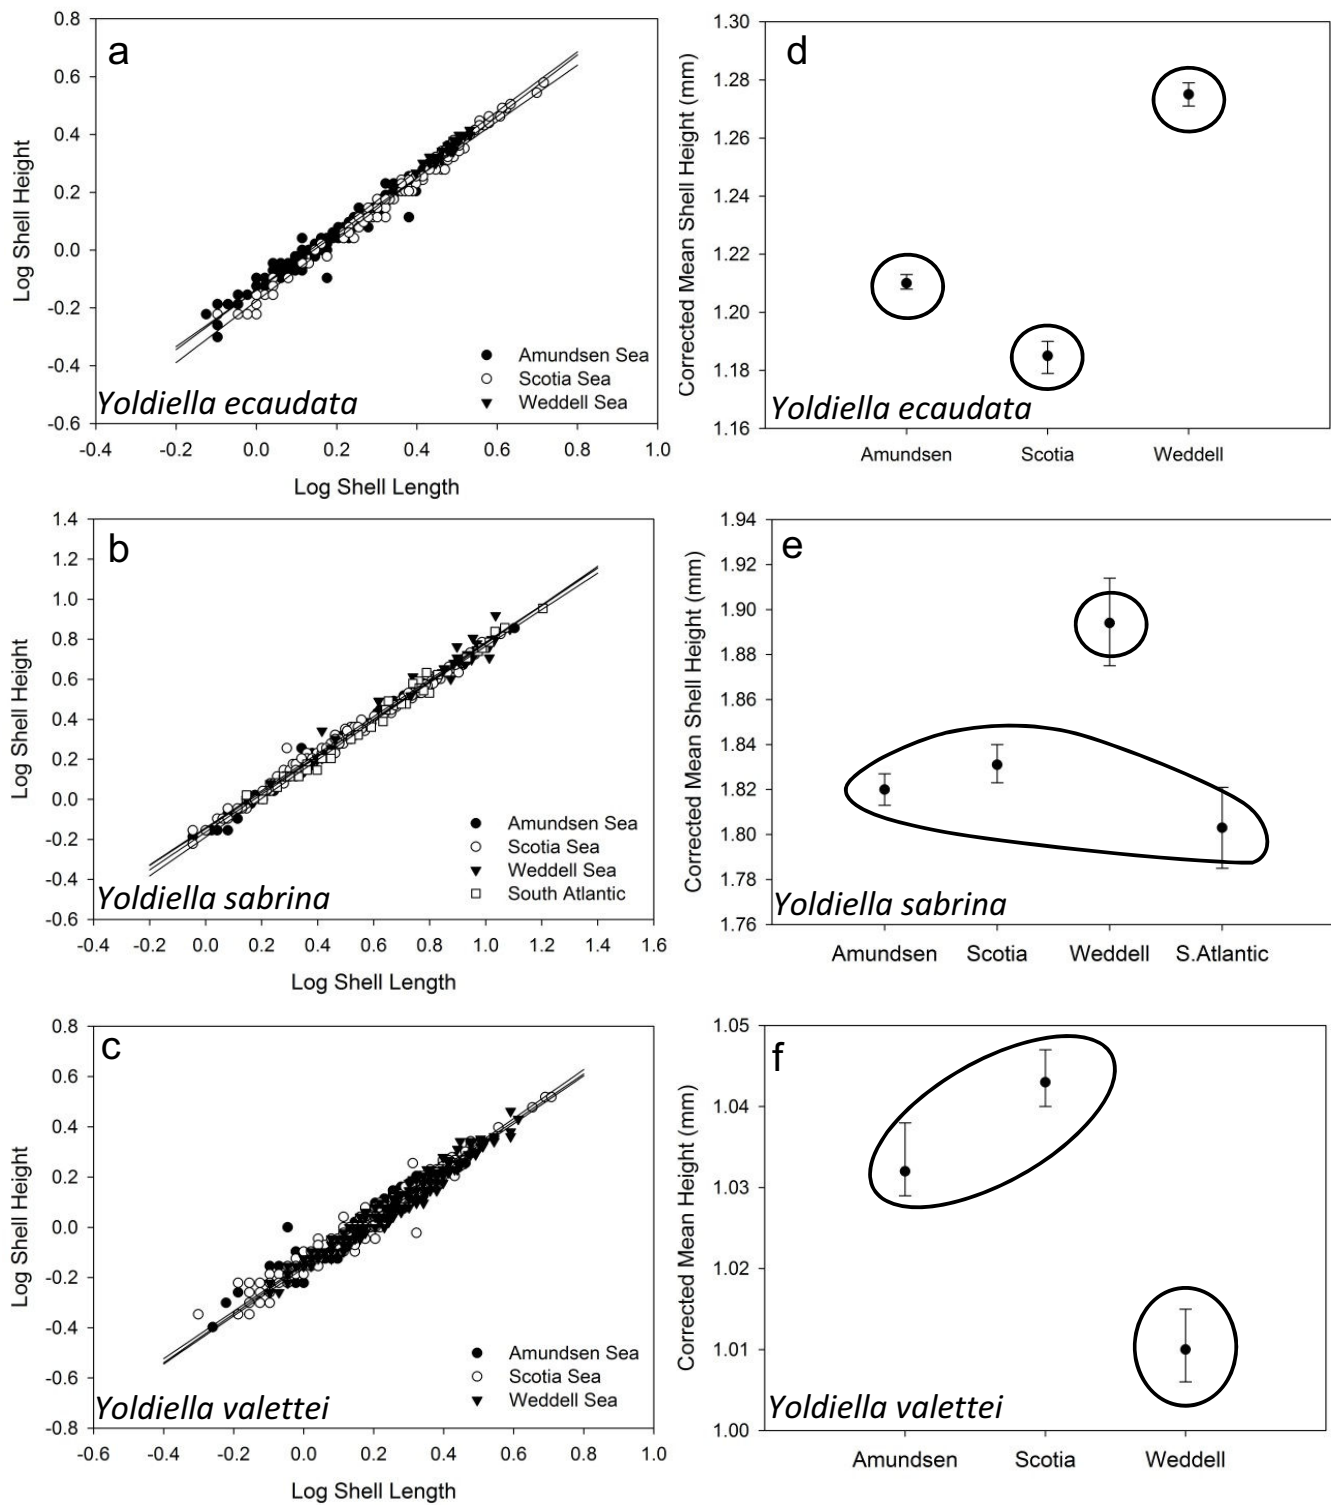 a
0.8
0.6
0.4
0.2
0.0
-0.2
-0.4
-0.6
Log Shell Height
Amundsen Sea
Scotia Sea
Weddell Sea
Yoldiella ecaudata
-0.4 -0.2 0.0 0.2 0.4 0.6 0.8 1.0
Log Shell Length
d
1.30
1.28
1.26
1.24
1.22
1.20
1.18
1.16
Corrected Mean Shell Height (mm)
Yoldiella ecaudata
Amundsen Scotia Weddell
b
1.4
1.2
1.0
0.8
0.6
0.4
0.2
0.0
-0.2
-0.4
-0.6
Log Shell Height
Amundsen Sea
Scotia Sea
Weddell Sea
South Atlantic
Yoldiella sabrina
-0.4 -0.2 0.0 0.2 0.4 0.6 0.8 1.0 1.2 1.4 1.6
Log Shell Length
e
1.94
1.92
1.90
1.88
1.86
1.84
1.82
1.80
1.78
1.76
Corrected Mean Shell Height (mm)
Yoldiella sabrina
Amundsen Scotia Weddell S.Atlantic
c
0.8
0.6
0.4
0.2
0.0
-0.2
-0.4
-0.6
-0.8
Log Shell Height
Amundsen Sea
Scotia Sea
Weddell Sea
Yoldiella valettei
-0.6 -0.4 -0.2 0.0 0.2 0.4 0.6 0.8 1.0
Log Shell Length
f
1.05
1.04
1.03
1.02
1.01
1.00
Corrected Mean Height (mm)
Yoldiella valettei
Amundsen Scotia Weddell